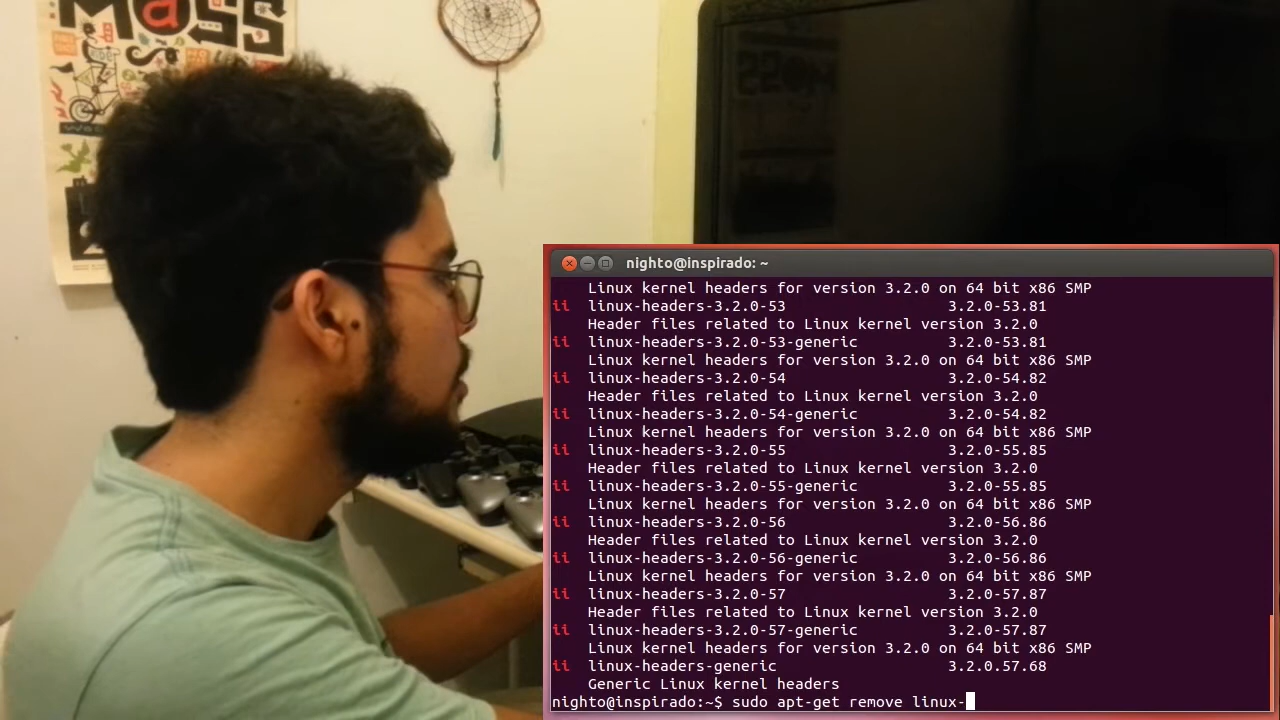 MaSS
nighto@inspirado: ~
Linux kernel headers for version 3.2.0 on 64 bit x86 SMP
ii linux-headers-3.2.0-53 3.2.0-53.81
Header files related to Linux kernel version 3.2.0
ii linux-headers-3.2.0-53-generic 3.2.0-53.81
Linux kernel headers for version 3.2.0 on 64 bit x86 SMP
ii linux-headers-3.2.0-54 3.2.0-54.82
Header files related to Linux kernel version 3.2.0
ii linux-headers-3.2.0-54-generic 3.2.0-54.82
Linux kernel headers for version 3.2.0 on 64 bit x86 SMP
ii linux-headers-3.2.0-55 3.2.0-55.85
Header files related to Linux kernel version 3.2.0
ii linux-headers-3.2.0-55-generic 3.2.0-55.85
Linux kernel headers for version 3.2.0 on 64 bit x86 SMP
ii linux-headers-3.2.0-56 3.2.0-56.86
Header files related to Linux kernel version 3.2.0
ii linux-headers-3.2.0-56-generic 3.2.0-56.86
Linux kernel headers for version 3.2.0 on 64 bit x86 SMP
ii linux-headers-3.2.0-57 3.2.0-57.87
Header files related to Linux kernel version 3.2.0
ii linux-headers-3.2.0-57-generic 3.2.0-57.87
Linux kernel headers for version 3.2.0 on 64 bit x86 SMP
ii linux-headers-generic 3.2.0.57.68
Generic Linux kernel headers
nighto@inspirado:~$ sudo apt-get remove linux-